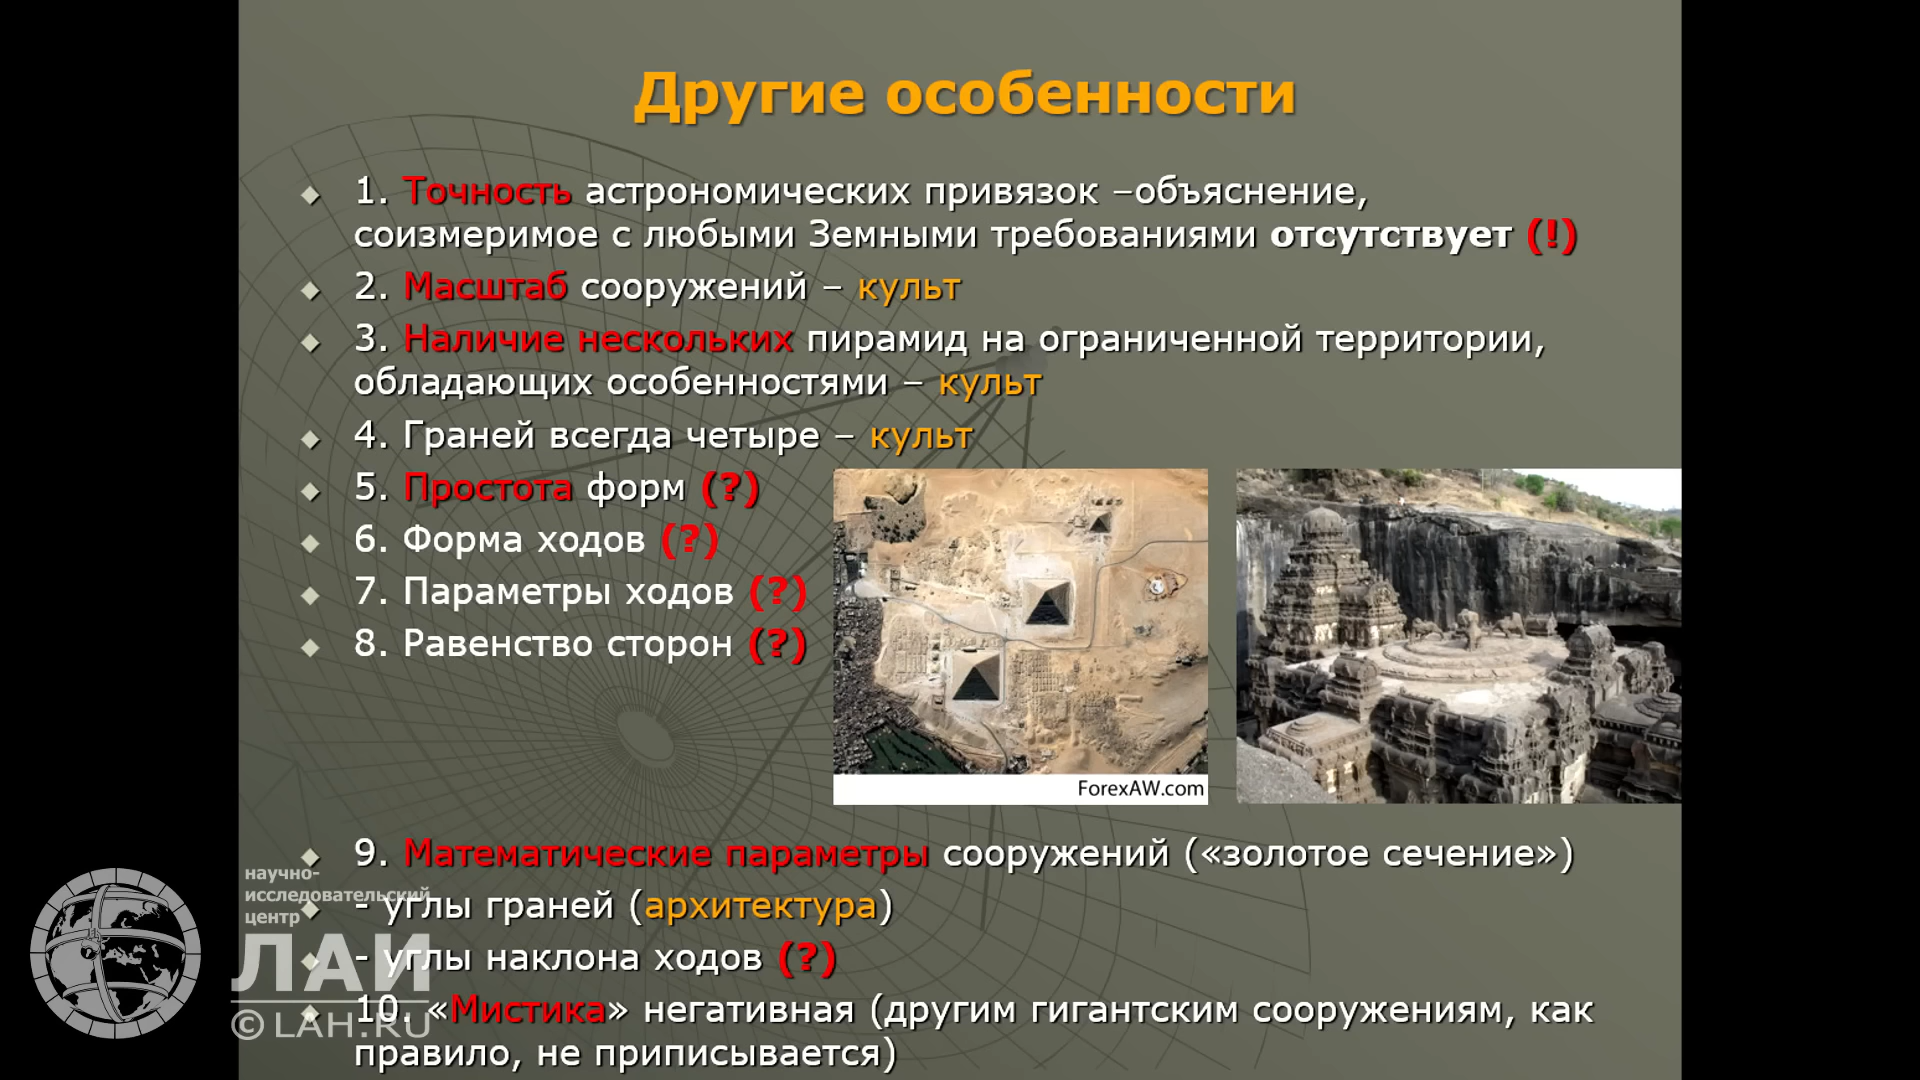 Другие особенности
1. Точность астрономических привязок –объяснение,
соизмеримое с любыми Земными требованиями отсутствует (!)
2. Масштаб сооружений – культ
3. Наличие нескольких пирамид на ограниченной территории,
обладающих особенностями – культ
4. Граней всегда четыре – культ
5. Простота форм (?)
6. Форма ходов (?)
7. Параметры ходов (?)
8. Равенство сторон (?)
ForexAW.com
9. Математические параметры сооружений («золотое сечение»)
- углы граней (архитектура)
- углы наклона ходов (?)
10. «Мистика» негативная (другим гигантским сооружениям, как
правило, не приписывается)
научно-
исследовательский
центр
ЛАИ
© LAH.RU